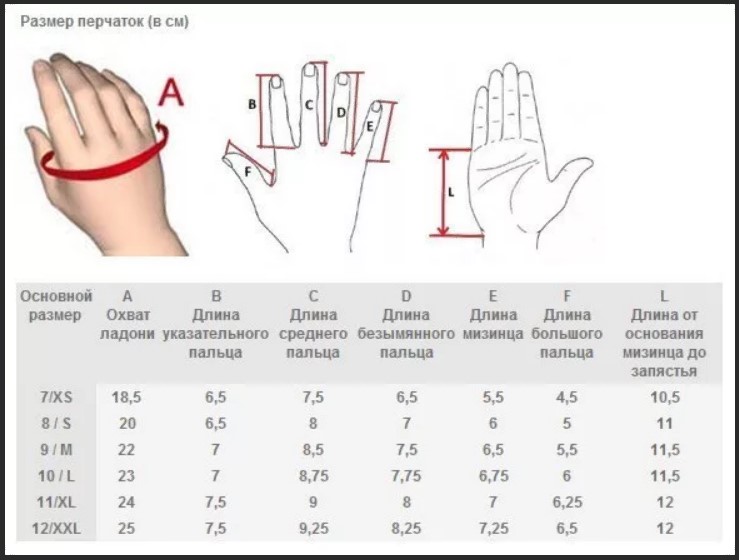 Размер перчаток (в см)
A
B
C
D
E
F
L
Основной размер A Охват ладони B Длина указательного пальца C Длина среднего пальца D Длина безымянного пальца E Длина мизинца F Длина большого пальца L Длина от основания мизинца до запястья
7/XS 18,5 6,5 7,5 6,5 5,5 4,5 10,5
8 / S 20 6,5 8 7 6 5 11
9 / M 22 7 8,5 7,5 6,5 5,5 11,5
10 / L 23 7 8,75 7,75 6,75 6 11,5
11/XL 24 7,5 9 8 7 6,25 12
12/XXL 25 7,5 9,25 8,25 7,25 6,5 12